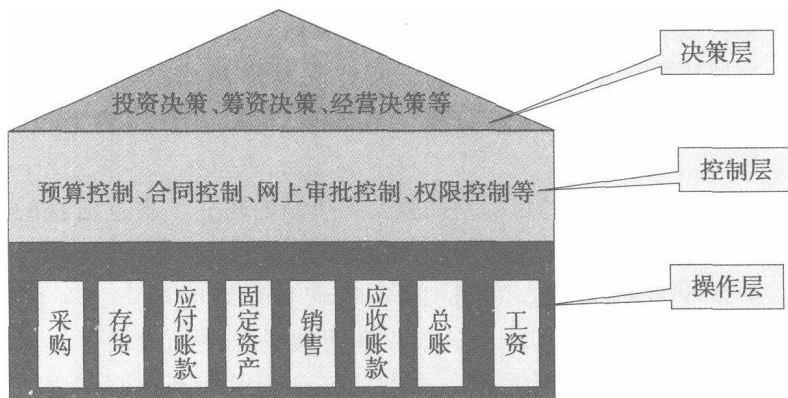 决策层
投资决策、筹资决策、经营决策等
控制层
预算控制、合同控制、网上审批控制、权限控制等
操作层
采购
存货
应付账款
固定资产
销售
应收账款
总账
工资